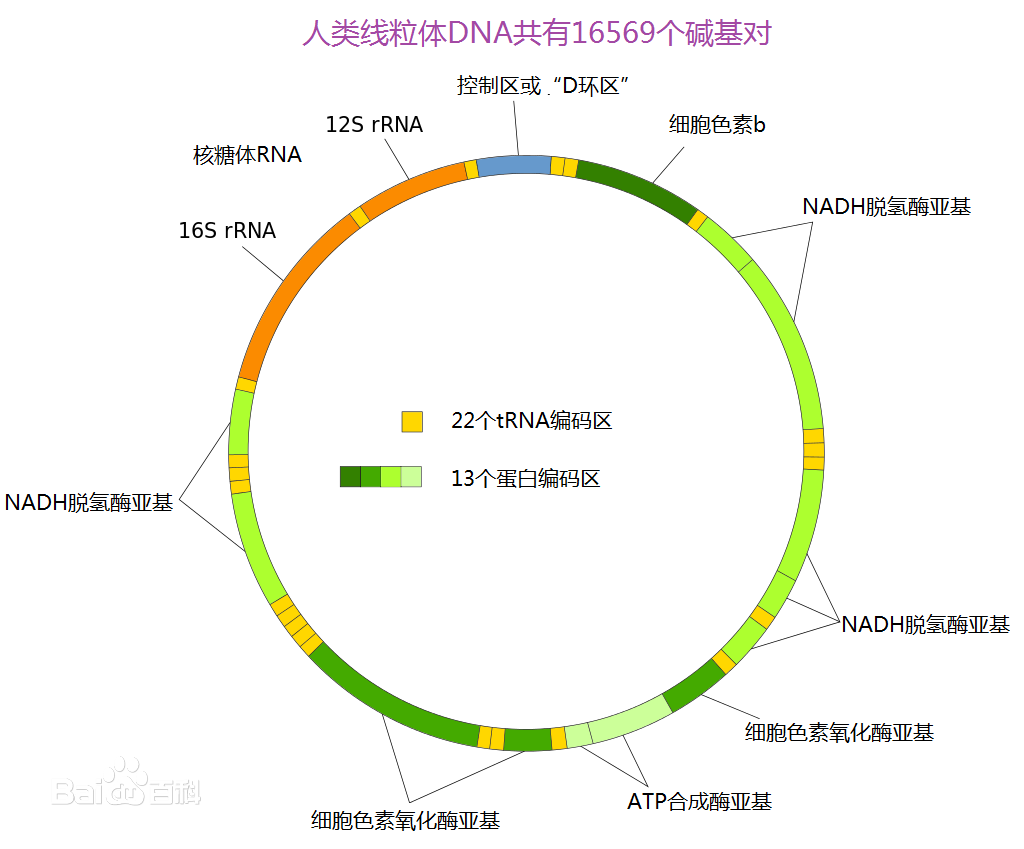 人类线粒体DNA共有16569个碱基对
控制区或 .“D环区”
12S rRNA
细胞色素b
核糖体RNA
NADH脱氢酶亚基
16S rRNA
22个tRNA编码区
13个蛋白编码区
NADH脱氢酶亚基
NADH脱氢酶亚基
细胞色素氧化酶亚基
ATP合成酶亚基
细胞色素氧化酶亚基
Bai百科